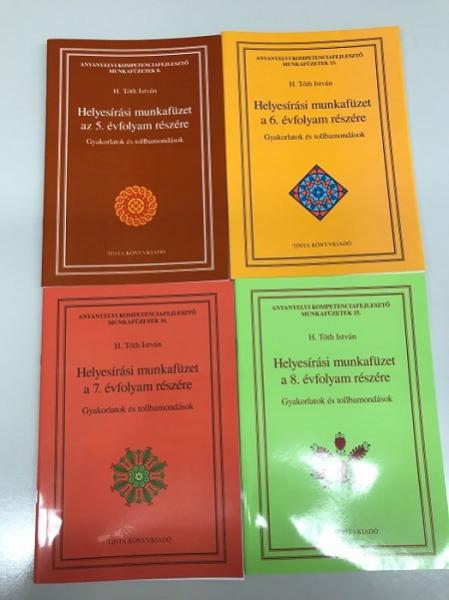 ANYANYELVI KOMPETENCIAFEJLESZTŐ
MUNKAFÜZETEK 8.
H. Tóth István
Helyesírási munkafüzet
az 5. évfolyam részére
Gyakorlatok és tollbamondások
ANYANYELVI KOMPETENCIAFEJLESZTŐ
MUNKAFÜZETEK 13.
H. Tóth István
Helyesírási munkafüzet
a 6. évfolyam részére
Gyakorlatok és tollbamondások
TINTA KÖNYVKIADÓ
TINTA KÖNYVKIADÓ
ANYANYELVI KOMPETENCIAFEJLESZTŐ
MUNKAFÜZETEK 14.
H. Tóth István
Helyesírási munkafüzet
a 7. évfolyam részére
Gyakorlatok és tollbamondások
TINTA KÖNYVKIADÓ
ANYANYELVI KOMPETENCIAFEJLESZTŐ
MUNKAFÜZETEK 15.
H. Tóth István
Helyesírási munkafüzet
a 8. évfolyam részére
Gyakorlatok és tollbamondások
TINTA KÖNYVKIADÓ